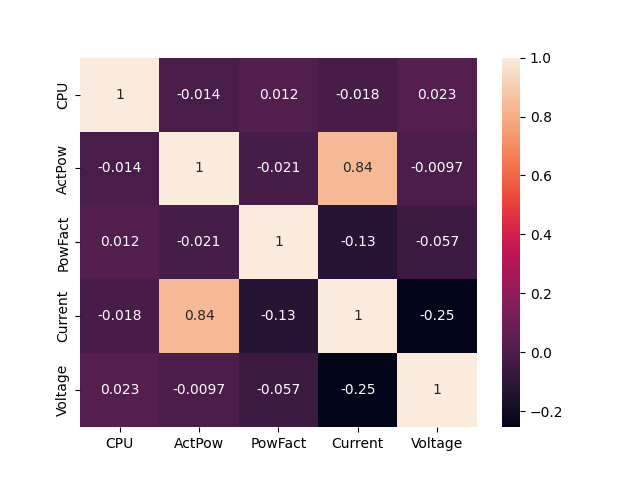 CPU 1 -0.014 0.012 -0.018 0.023
ActPow -0.014 1 -0.021 0.84 -0.0097
PowFact 0.012 -0.021 1 -0.13 -0.057
Current -0.018 0.84 -0.13 1 -0.25
Voltage 0.023 -0.0097 -0.057 -0.25 1
CPU ActPow PowFact Current Voltage
1.0
0.8
0.6
0.4
0.2
0.0
−0.2